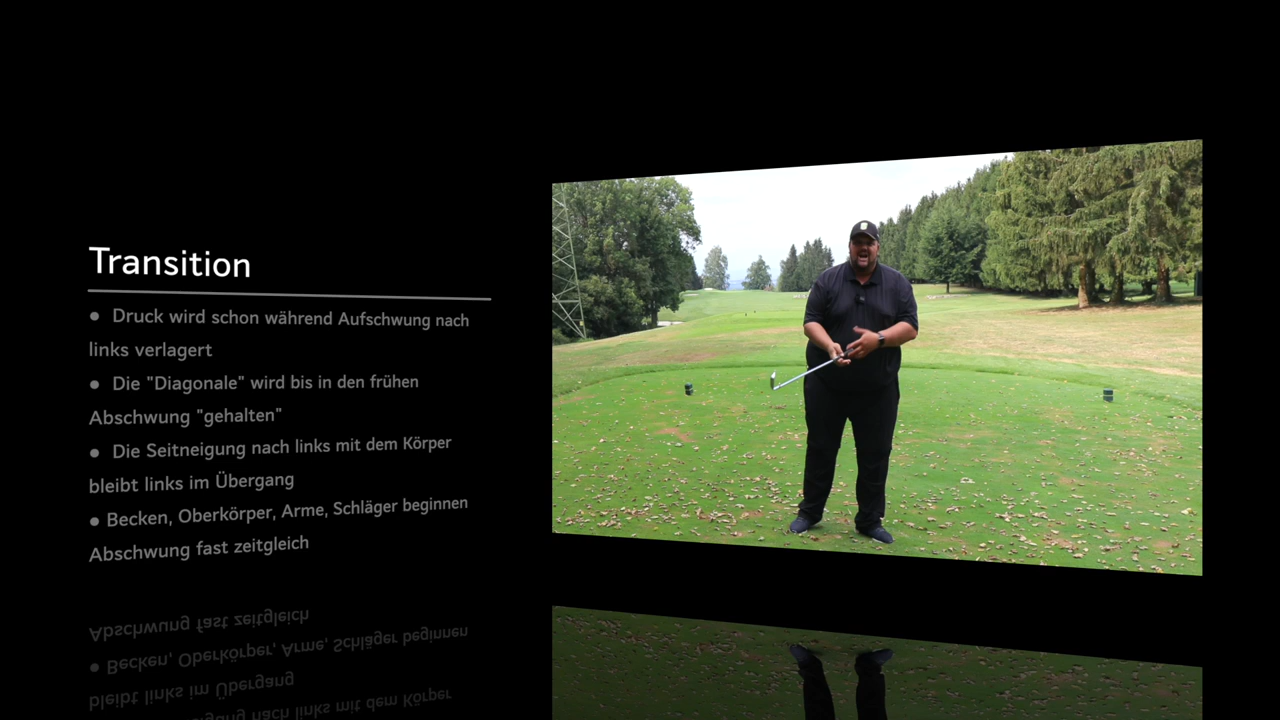 Transition
● Druck wird schon während Aufschwung nach
links verlagert
● Die "Diagonale" wird bis in den frühen
Abschwung "gehalten"
● Die Seitneigung nach links mit dem Körper
bleibt links im Übergang
● Becken, Oberkörper, Arme, Schläger beginnen
Abschwung fast zeitgleich